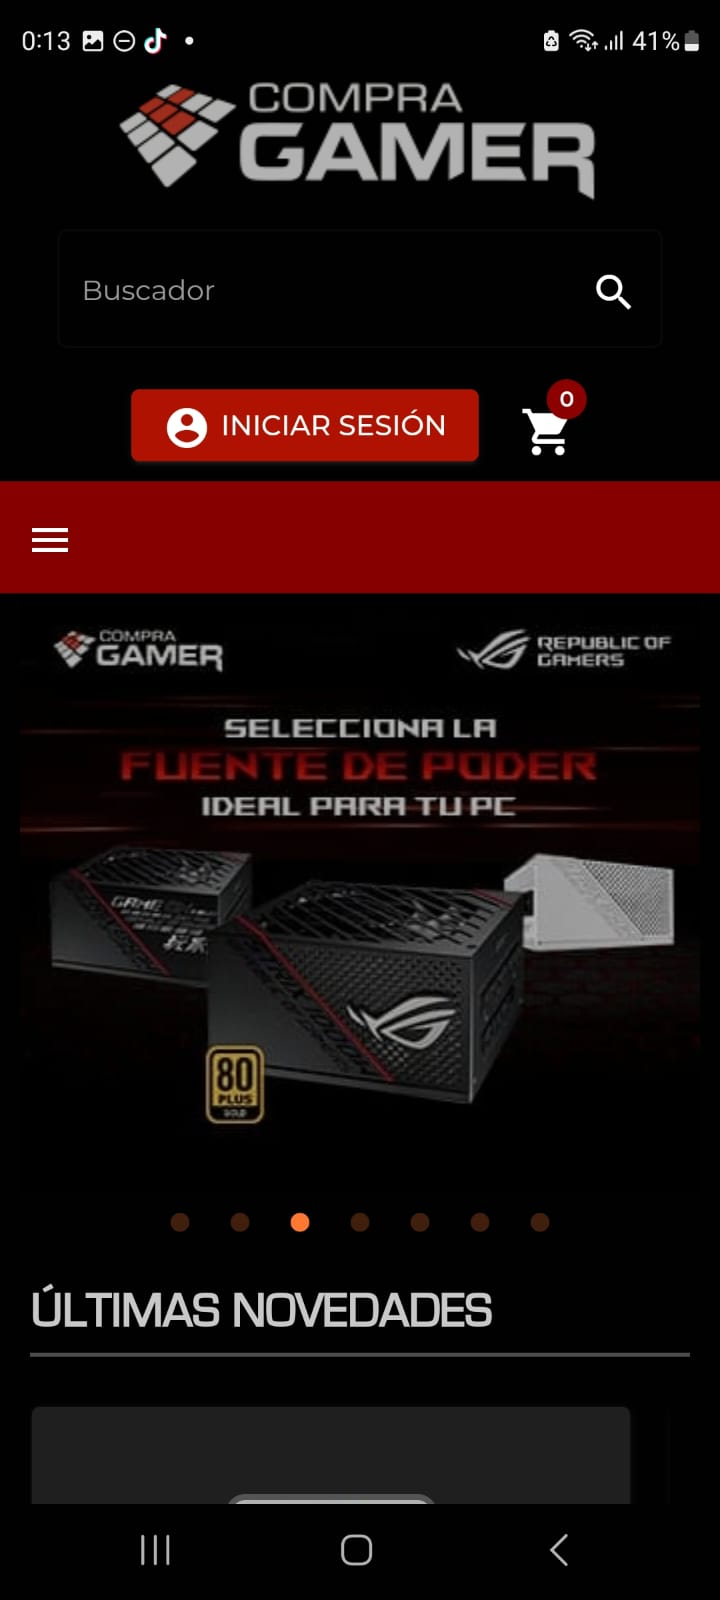 0:13
41%
COMPRA
GAMER
Buscador
INICIAR SESIÓN
0
COMPRA
GAMER
REPUBLIC OF
GAMERS
SELECCIONA LA
FUENTE DE PODER
IDEAL PARA TU PC
GAME
80
PLUS
GOLD
ÚLTIMAS NOVEDADES